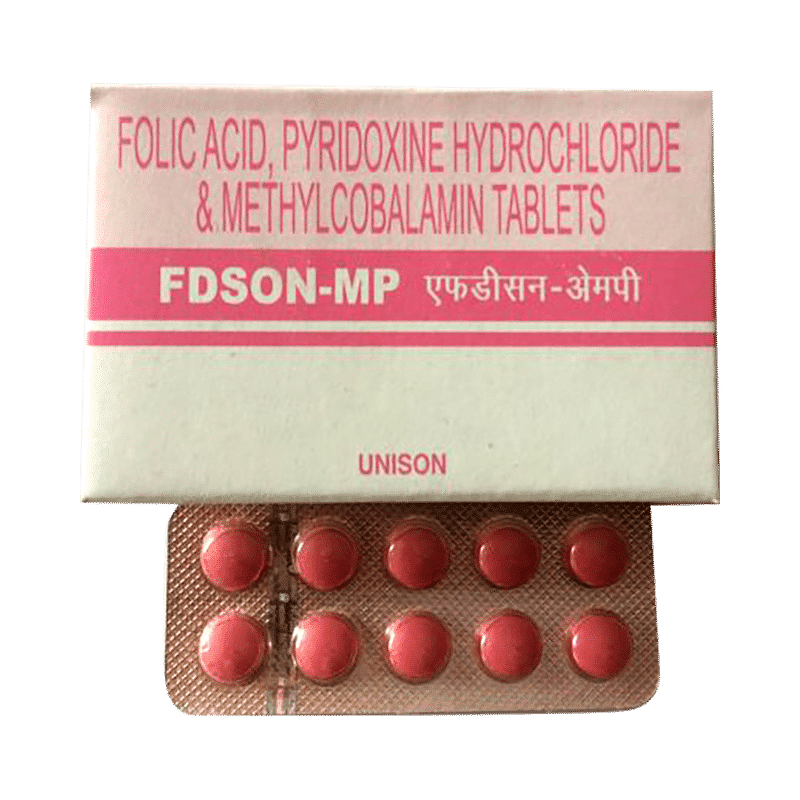 FOLIC ACID, PYRIDOXINE HYDROCHLORIDE
& METHYLCOBALAMIN TABLETS
FDSON-MP एफडीसन-ऐमपी
UNISON